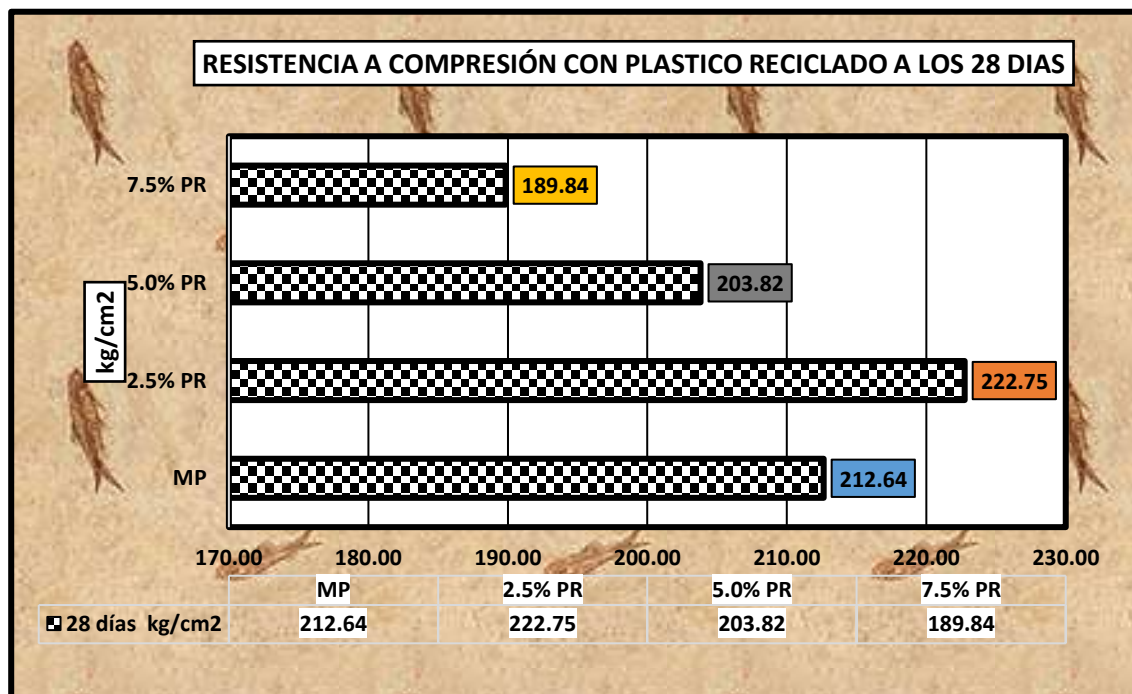 RESISTENCIA A COMPRESIÓN CON PLASTICO RECICLADO A LOS 28 DIAS
7.5% PR
189.84
5.0% PR
203.82
kg/cm2
2.5% PR
222.75
MP
212.64
170.00 180.00 190.00 200.00 210.00 220.00 230.00
MP 2.5% PR 5.0% PR 7.5% PR
28 días kg/cm2 212.64 222.75 203.82 189.84